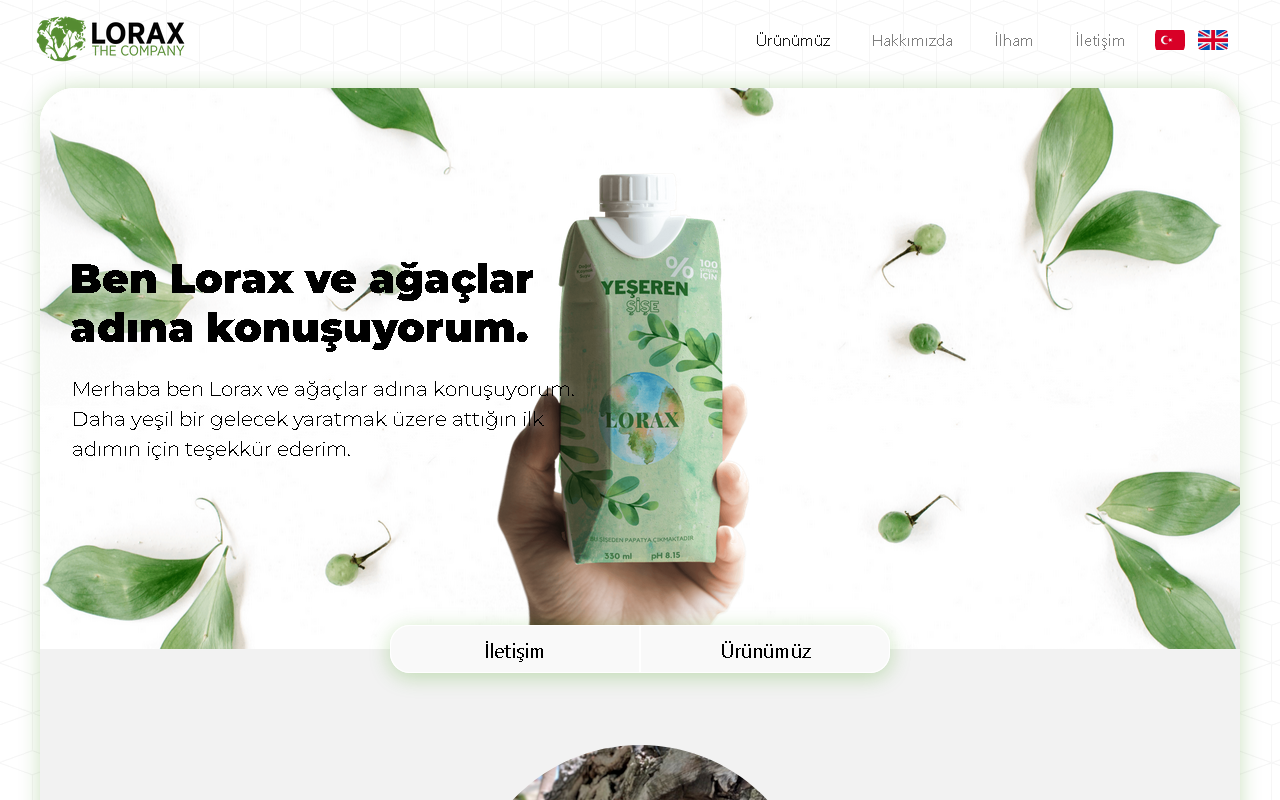 LORAX
THE COMPANY
Ürünümüz
Hakkımızda
İlham
İletişim
Ben Lorax ve ağaçlar
adına konuşuyorum.
Merhaba ben Lorax ve ağaçlar adına konuşuyorum.
Daha yeşil bir gelecek yaratmak üzere attığın ilk
adımın için teşekkür ederim.
% 100
İÇİN
YEŞEREN
ŞİŞE
LORAX
BU ŞİŞEDEN PAPATYA ÇIKMAKTADIR
330 ml
pH 8.15
İletişim
Ürünümüz